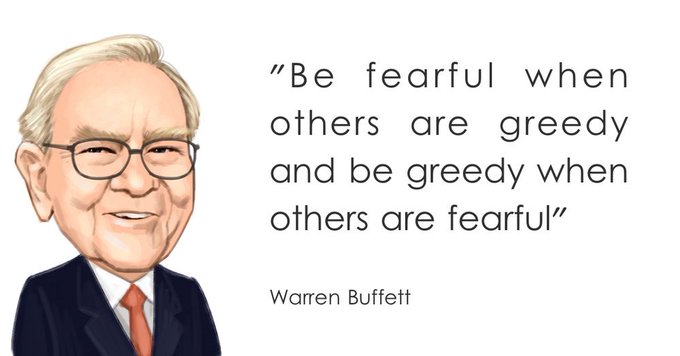 "Be fearful when
others are greedy
and be greedy when
others are fearful"
Warren Buffett